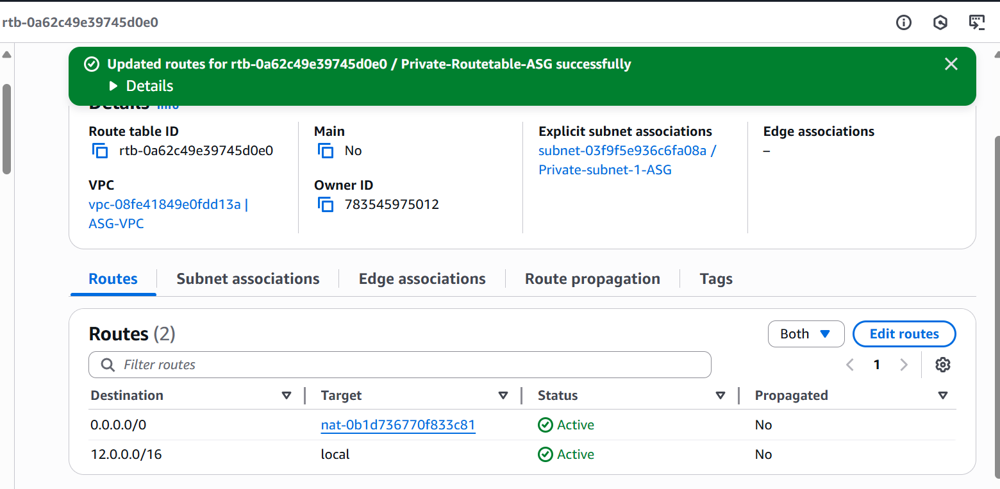 rtb-0a62c49e39745d0e0
Updated routes for rtb-0a62c49e39745d0e0 / Private-Routetable-ASG successfully
Details
Details Info
Route table ID
rtb-0a62c49e39745d0e0
Main
No
Explicit subnet associations
subnet-03f9f5e936c6fa08a /
Private-subnet-1-ASG
Edge associations
–
VPC
vpc-08fe41849e0fdd13a |
ASG-VPC
Owner ID
783545975012
Routes Subnet associations Edge associations Route propagation Tags
Routes (2)
Both Edit routes
Filter routes
1
Destination Target Status Propagated
0.0.0.0/0 nat-0b1d736770f833c81 Active No
12.0.0.0/16 local Active No